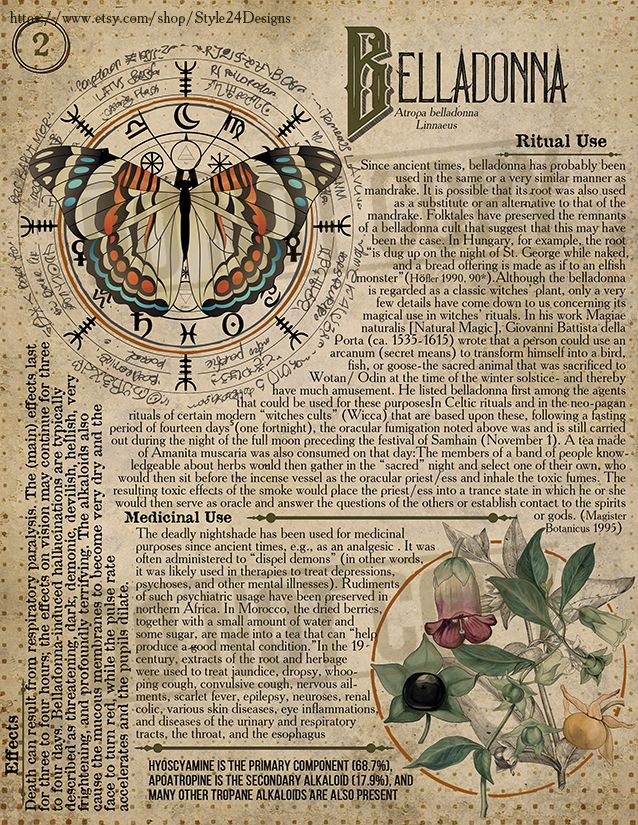 https://www.etsy.com/shop/Style24Designs
2
BELLADONNA
Atropa belladonna
Linnaeus
Ritual Use
Since ancient times, belladonna has probably been
used in the same or a very similar manner as
mandrake. It is possible that its root was also used
as a substitute or an alternative to that of the
mandrake. Folktales have preserved the remnants
of a belladonna cult that suggest that this may have
been the case. In Hungary, for example, the root
"is dug up on the night of St. George while naked,
and a bread offering is made as if to an elfish
monster" (Höfler 1990, 90*).Although the belladonna
is regarded as a classic witches' plant, only a very
few details have come down to us concerning its
magical use in witches' rituals. In his work Magiae
naturalis [Natural Magic], Giovanni Battista della
Porta (ca. 1535-1615) wrote that a person could use an
arcanum (secret means) to transform himself into a bird,
fish, or goose-the sacred animal that was sacrificed to
Wotan/ Odin at the time of the winter solstice- and thereby
have much amusement. He listed belladonna first among the agents
that could be used for these purposesIn Celtic rituals and in the neo-pagan
rituals of certain modern "witches cults" (Wicca) that are based upon these, following a fasting
period of fourteen days (one fortnight), the oracular fumigation noted above was and is still carried
out during the night of the full moon preceding the festival of Samhain (November 1). A tea made
of Amanita muscaria was also consumed on that day:The members of a band of people know-
ledgeable about herbs would then gather in the "sacred" night and select one of their own, who
would then sit before the incense vessel as the oracular priest/ess and inhale the toxic fumes. The
resulting toxic effects of the smoke would place the priest/ess into a trance state in which he or she
would then serve as oracle and answer the questions of the others or establish contact to the spirits
or gods. (Magister
Botanicus 1995)
Medicinal Use
The deadly nightshade has been used for medicinal
purposes since ancient times, e.g., as an analgesic . It was
often administered to "dispel demons" (in other words,
it was likely used in therapies to treat depressions,
psychoses, and other mental illnesses). Rudiments
of such psychiatric usage have been preserved in
northern Africa. In Morocco, the dried berries,
together with a small amount of water and
some sugar, are made into a tea that can "help
produce a good mental condition."In the 19-
century, extracts of the root and herbage
were used to treat jaundice, dropsy, whoo-
ping cough, convulsive cough, nervous ail-
ments, scarlet fever, epilepsy, neuroses, renal
colic, various skin diseases, eye inflammations,
and diseases of the urinary and respiratory
tracts, the throat, and the esophagus
HYOSCYAMINE IS THE PRIMARY COMPONENT (68.7%),
APOATROPINE IS THE SECONDARY ALKALOID (17.9%), AND
MANY OTHER TROPANE ALKALOIDS ARE ALSO PRESENT
Effects
Death can result from respiratory paralysis. The (main) effects last
for three to four hours; the effects on vision may continue for three
to four days. Belladonna-induced hallucinations are typically
described as threatening, dark, demonic, devilish, hellish, very
frightening, and profoundly terrifying. The alkaloids also
cause the mucous membranes to become very dry and the
face to turn red, while the pulse rate
accelerates and the pupils dilate.